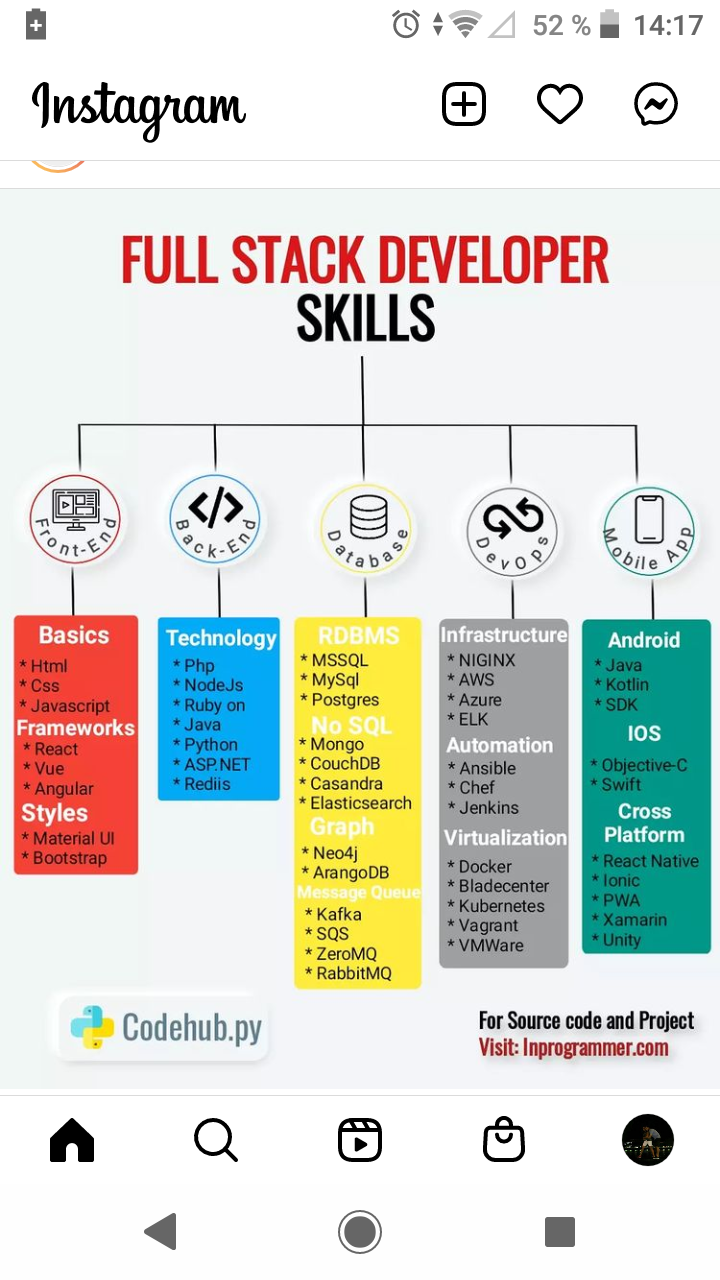 52 % 14:17
Instagram
FULL STACK DEVELOPER
SKILLS
Front-End
Back-End
Database
DevOps
Mobile App
Basics
* Html
* Css
* Javascript
Frameworks
* React
* Vue
* Angular
Styles
* Material UI
* Bootstrap
Technology
* Php
* NodeJs
* Ruby on
* Java
* Python
* ASP.NET
* Rediis
RDBMS
* MSSQL
* MySql
* Postgres
No SQL
* Mongo
* CouchDB
* Casandra
* Elasticsearch
Graph
* Neo4j
* ArangoDB
Message Queue
* Kafka
* SQS
* ZeroMQ
* RabbitMQ
Infrastructure
* NIGINX
* AWS
* Azure
* ELK
Automation
* Ansible
* Chef
* Jenkins
Virtualization
* Docker
* Bladecenter
* Kubernetes
* Vagrant
* VMWare
Android
* Java
* Kotlin
* SDK
IOS
* Objective-C
* Swift
Cross
Platform
* React Native
* Ionic
* PWA
* Xamarin
* Unity
Codehub.py
For Source code and Project
Visit: Inprogrammer.com